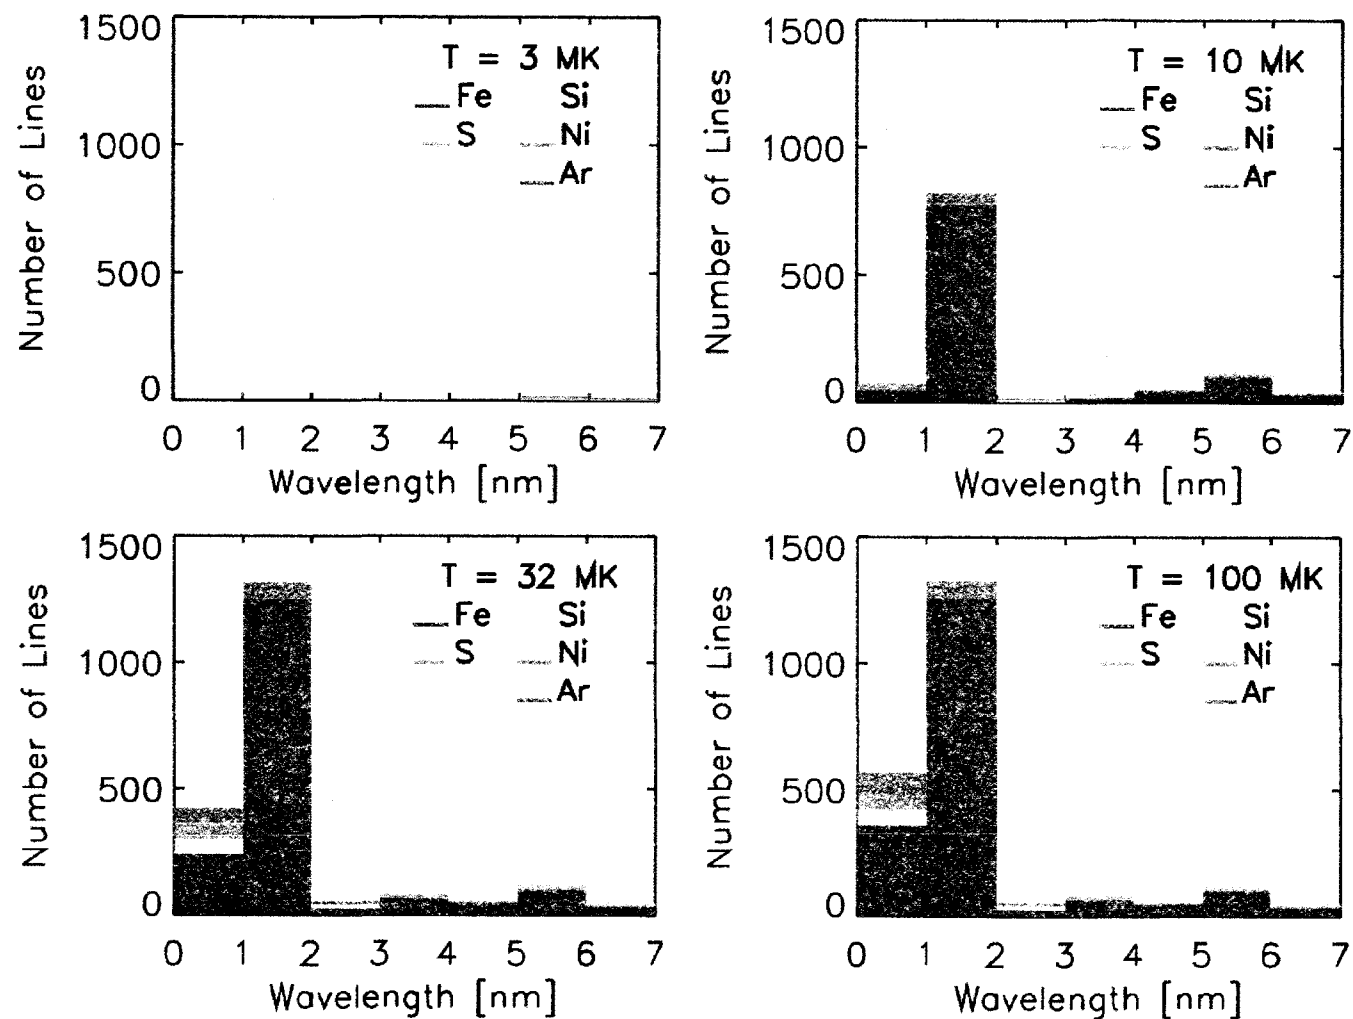 1500
1000
500
0
Number of Lines
T = 3 MK
Fe Si
S Ni
Ar
0 1 2 3 4 5 6 7
Wavelength [nm]
1500
1000
500
0
Number of Lines
T = 10 MK
Fe Si
S Ni
Ar
0 1 2 3 4 5 6 7
Wavelength [nm]
1500
1000
500
0
Number of Lines
T = 32 MK
Fe Si
S Ni
Ar
0 1 2 3 4 5 6 7
Wavelength [nm]
1500
1000
500
0
Number of Lines
T = 100 MK
Fe Si
S Ni
Ar
0 1 2 3 4 5 6 7
Wavelength [nm]